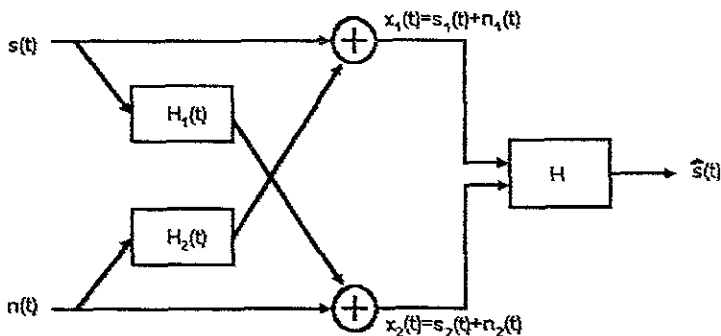 x₁(t)=s₁(t)+n₁(t)
s(t)
H₁(t)
H
ŝ(t)
H₂(t)
n(t)
x₂(t)=s₂(t)+n₂(t)